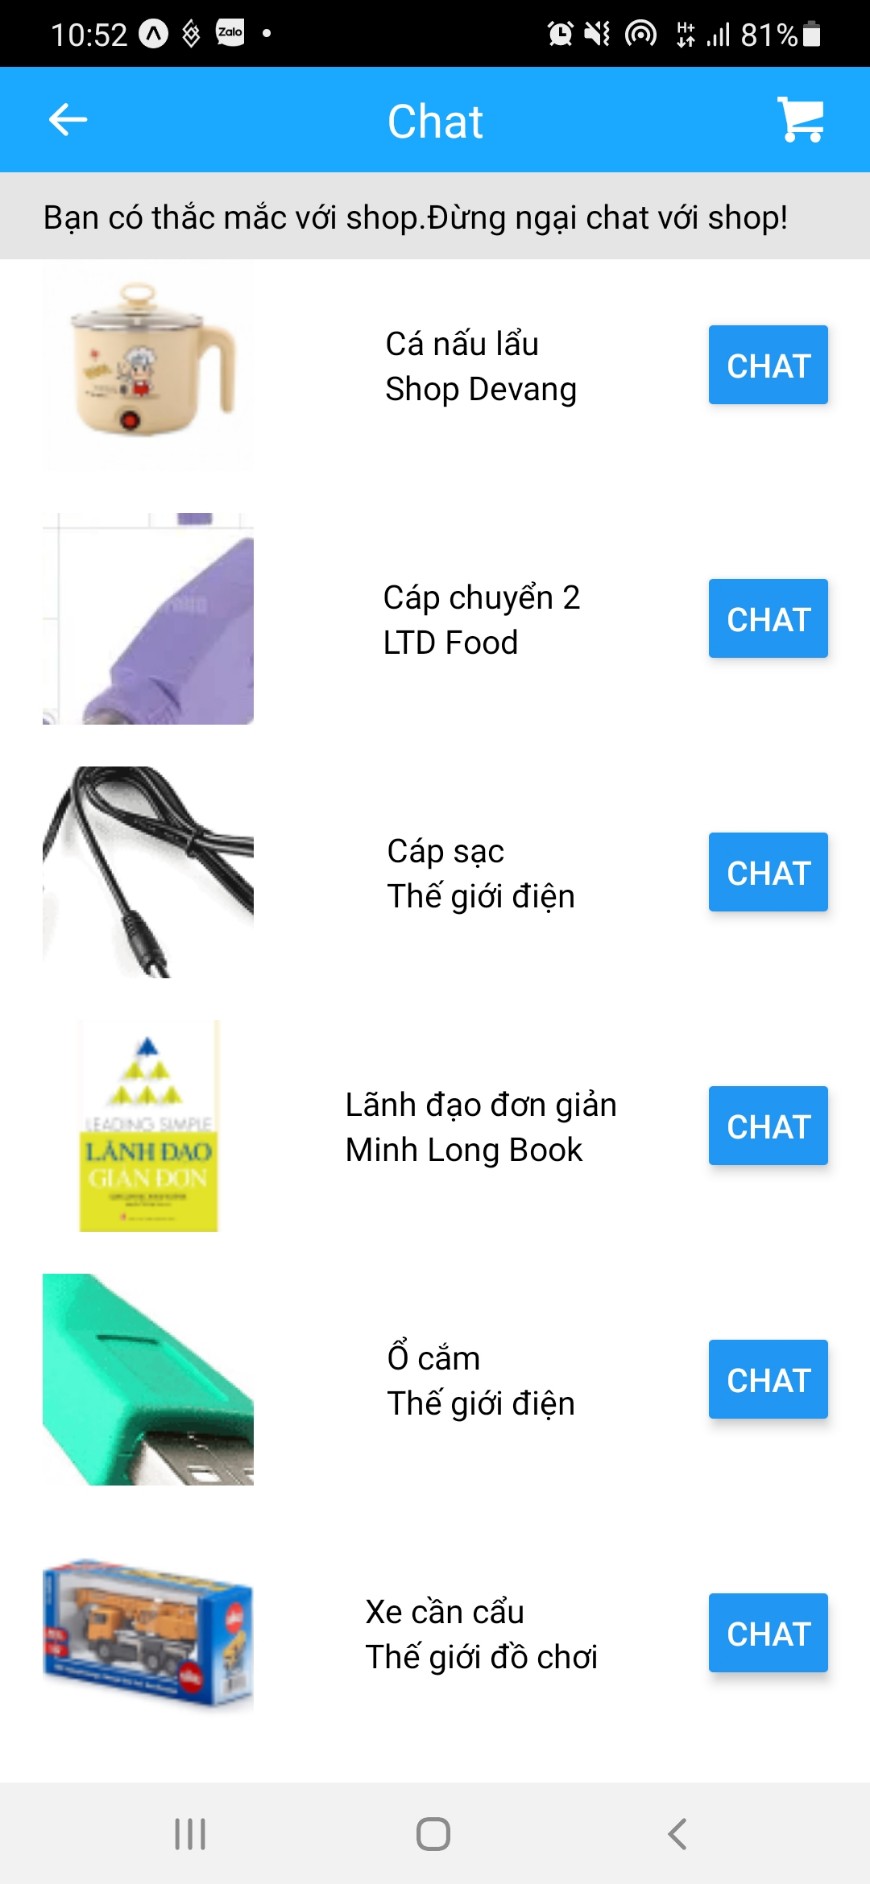 10:52
Zalo
H+
81%
Chat
Bạn có thắc mắc với shop.Đừng ngại chat với shop!
Cá nấu lẩu
Shop Devang
CHAT
Cáp chuyển 2
LTD Food
CHAT
Cáp sạc
Thế giới điện
CHAT
LEADING SIMPLE
LÃNH ĐẠO
GIẢN ĐƠN
Lãnh đạo đơn giản
Minh Long Book
CHAT
Ổ cắm
Thế giới điện
CHAT
Xe cần cẩu
Thế giới đồ chơi
CHAT